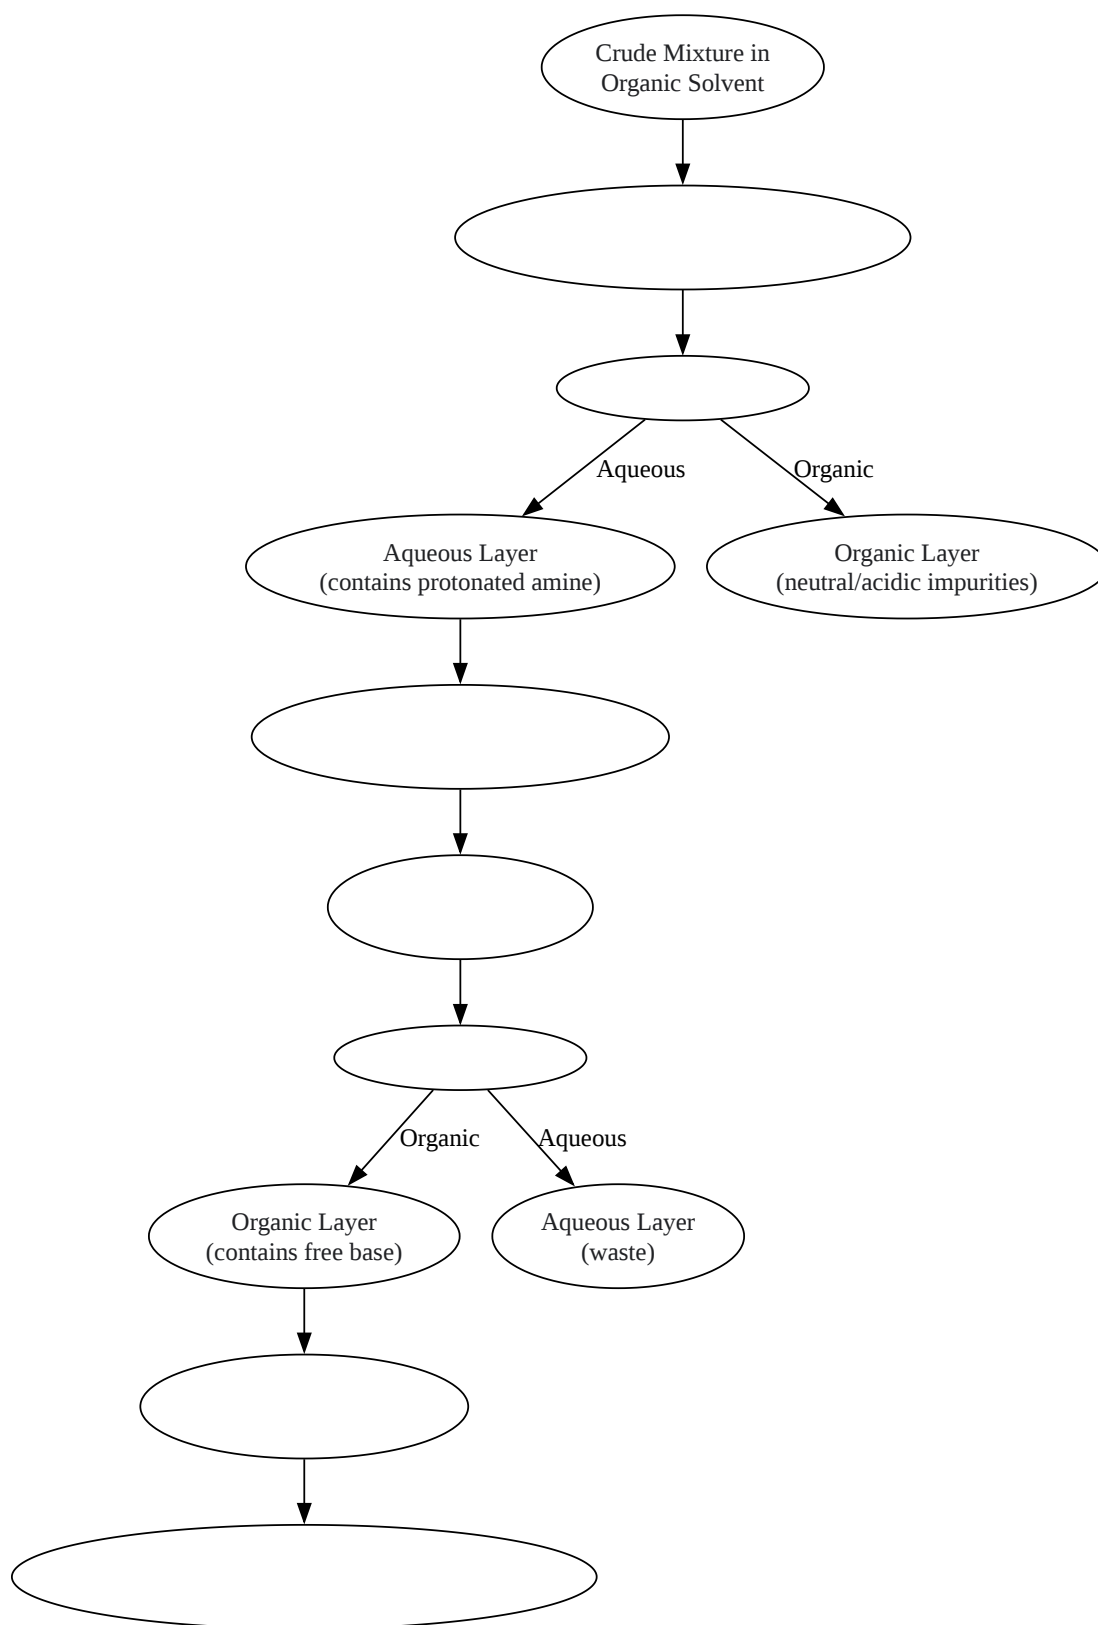 Crude Mixture in
Organic Solvent
Aqueous
Organic
Aqueous Layer
(contains protonated amine)
Organic Layer
(neutral/acidic impurities)
Organic
Aqueous
Organic Layer
(contains free base)
Aqueous Layer
(waste)